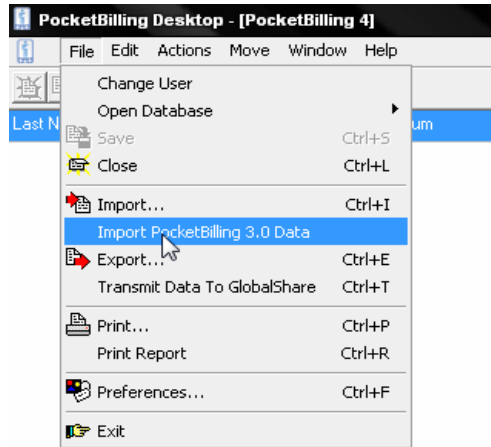 PocketBilling Desktop - [PocketBilling 4]
File Edit Actions Move Window Help
Change User
Open Database
Last N
um
Save Ctrl+S
Close Ctrl+L
Import... Ctrl+I
Import PocketBilling 3.0 Data
Export... Ctrl+E
Transmit Data To GlobalShare Ctrl+T
Print... Ctrl+P
Print Report Ctrl+R
Preferences... Ctrl+F
Exit